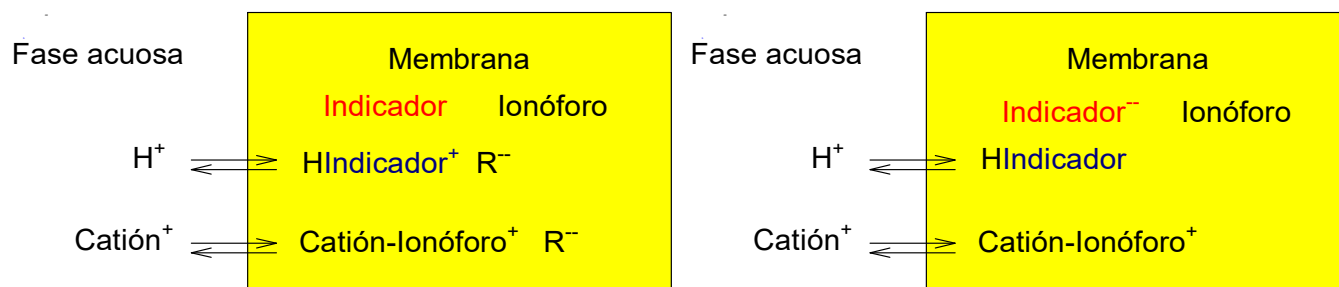 Fase acuosa
Membrana
Indicador Ionóforo
H⁺ HIndicador⁺ R⁻⁻
Catión⁺ Catión-Ionóforo⁺ R⁻⁻
Fase acuosa
Membrana
Indicador⁻⁻ Ionóforo
H⁺ HIndicador
Catión⁺ Catión-Ionóforo⁺